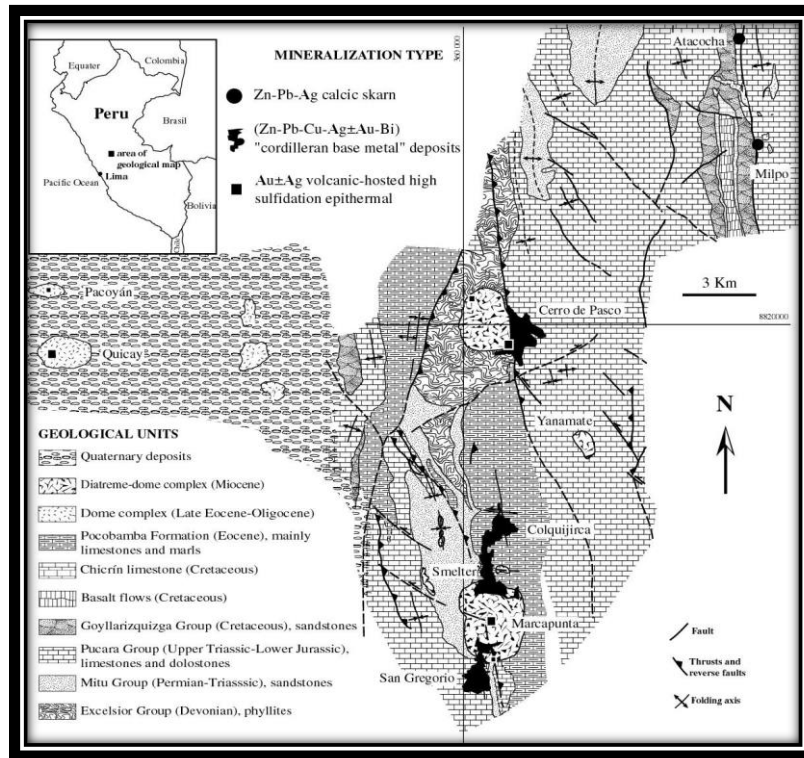 Equater
Colombia
Peru
Brasil
area of
geological map
Lima
Pacific Ocean
Bolivia
Chile
MINERALIZATION TYPE
Zn-Pb-Ag calcic skarn
(Zn-Pb-Cu-Ag±Au-Bi)
"cordilleran base metal" deposits
Au±Ag volcanic-hosted high
sulfidation epithermal
360000
Atacocha
Milpo
3 Km
8820000
Pacoyán
Quicay
Cerro de Pasco
Yanamate
N
Colquijirca
Smelter
Marcapunta
San Gregorio
GEOLOGICAL UNITS
Quaternary deposits
Diatreme-dome complex (Miocene)
Dome complex (Late Eocene-Oligocene)
Pocobamba Formation (Eocene), mainly
limestones and marls
Chicrín limestone (Cretaceous)
Basalt flows (Cretaceous)
Goyllarizquizga Group (Cretaceous), sandstones
Pucara Group (Upper Triassic-Lower Jurassic),
limestones and dolostones
Mitu Group (Permian-Triasssic), sandstones
Excelsior Group (Devonian), phyllites
Fault
Thrusts and
reverse faults
Folding axis